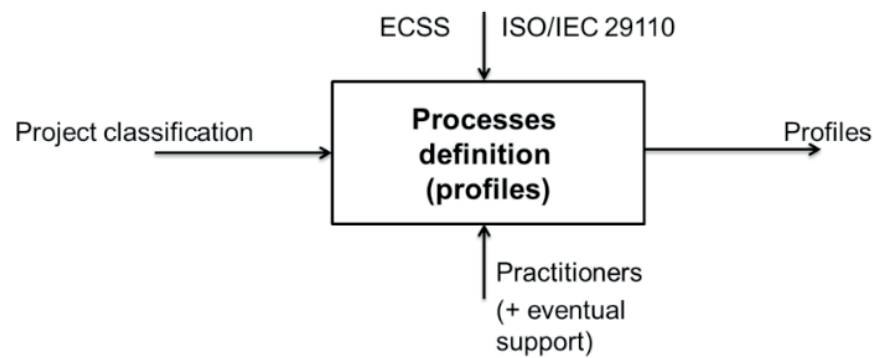 ECSS
ISO/IEC 29110
Project classification
Processes
definition
(profiles)
Profiles
Practitioners
(+ eventual
support)